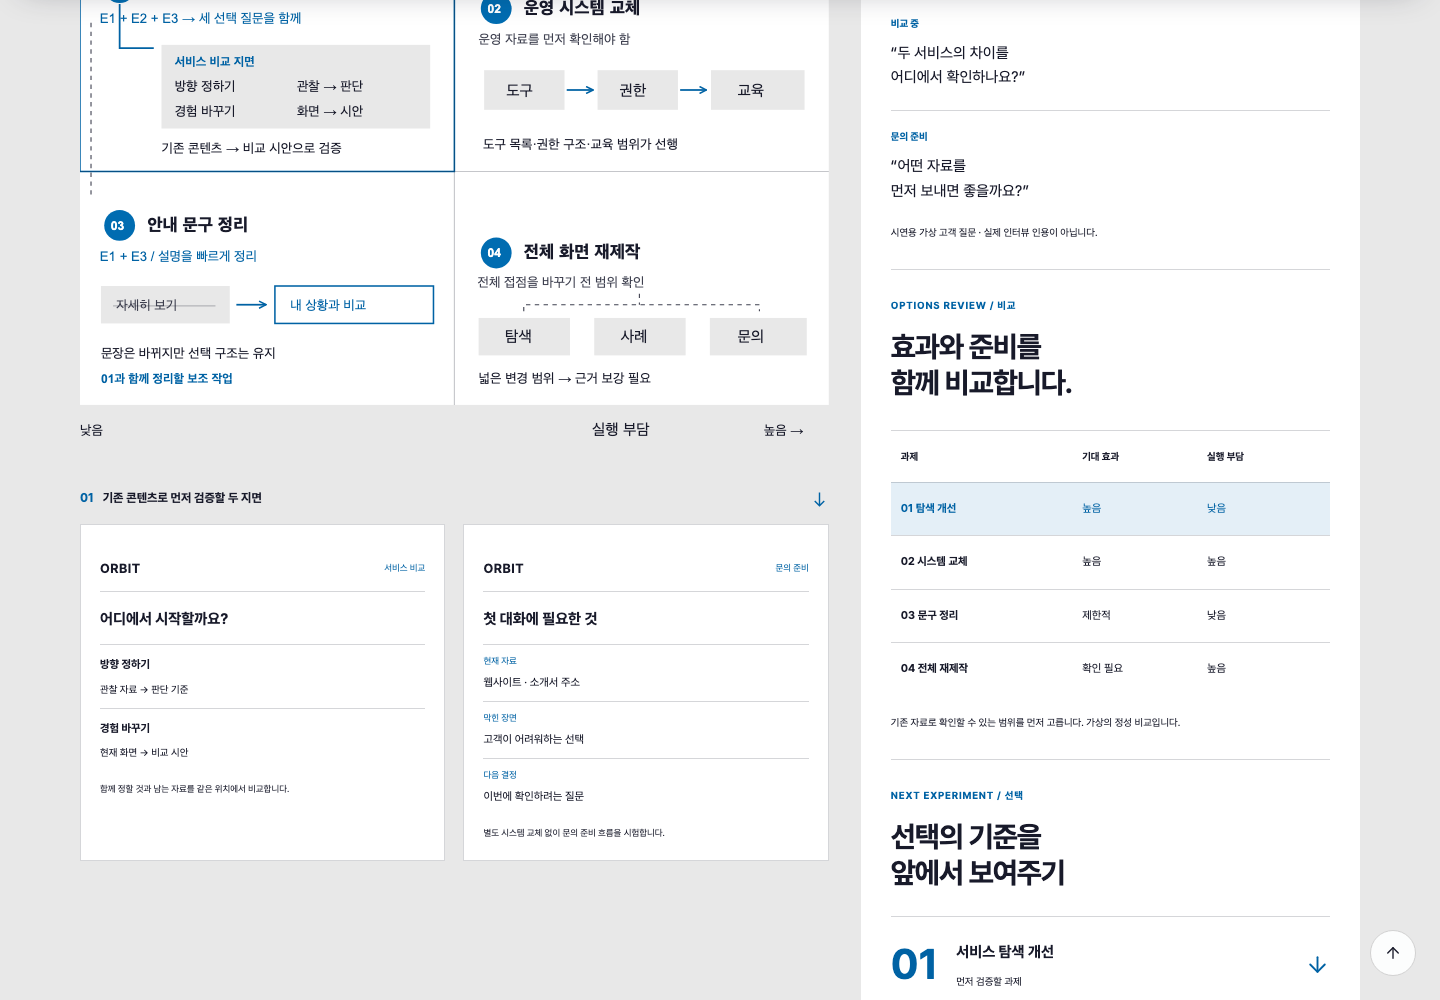 E1 + E2 + E3 → 세 선택 질문을 함께
서비스 비교 지면
방향 정하기 관찰 → 판단
경험 바꾸기 화면 → 시안
기존 콘텐츠 → 비교 시안으로 검증
02 운영 시스템 교체
운영 자료를 먼저 확인해야 함
도구 → 권한 → 교육
도구 목록·권한 구조·교육 범위가 선행
03 안내 문구 정리
E1 + E3 / 설명을 빠르게 정리
자세히 보기 → 내 상황과 비교
문장은 바뀌지만 선택 구조는 유지
01과 함께 정리할 보조 작업
04 전체 화면 재제작
전체 접점을 바꾸기 전 범위 확인
탐색 사례 문의
넓은 변경 범위 → 근거 보강 필요
낮음 실행 부담 높음 →
01 기존 콘텐츠로 먼저 검증할 두 지면 ↓
ORBIT 서비스 비교
어디에서 시작할까요?
방향 정하기
관찰 자료 → 판단 기준
경험 바꾸기
현재 화면 → 비교 시안
함께 정할 것과 남는 자료를 같은 위치에서 비교합니다.
ORBIT 문의 준비
첫 대화에 필요한 것
현재 자료
웹사이트 · 소개서 주소
막힌 장면
고객이 어려워하는 선택
다음 결정
이번에 확인하려는 질문
별도 시스템 교체 없이 문의 준비 흐름을 시험합니다.
비교 중
“두 서비스의 차이를
어디에서 확인하나요?”
문의 준비
“어떤 자료를
먼저 보내면 좋을까요?”
시연용 가상 고객 질문 · 실제 인터뷰 인용이 아닙니다.
OPTIONS REVIEW / 비교
효과와 준비를
함께 비교합니다.
과제 기대 효과 실행 부담
01 탐색 개선 높음 낮음
02 시스템 교체 높음 높음
03 문구 정리 제한적 낮음
04 전체 재제작 확인 필요 높음
기존 자료로 확인할 수 있는 범위를 먼저 고릅니다. 가상의 정성 비교입니다.
NEXT EXPERIMENT / 선택
선택의 기준을
앞에서 보여주기
01 서비스 탐색 개선 ↓
먼저 검증할 과제